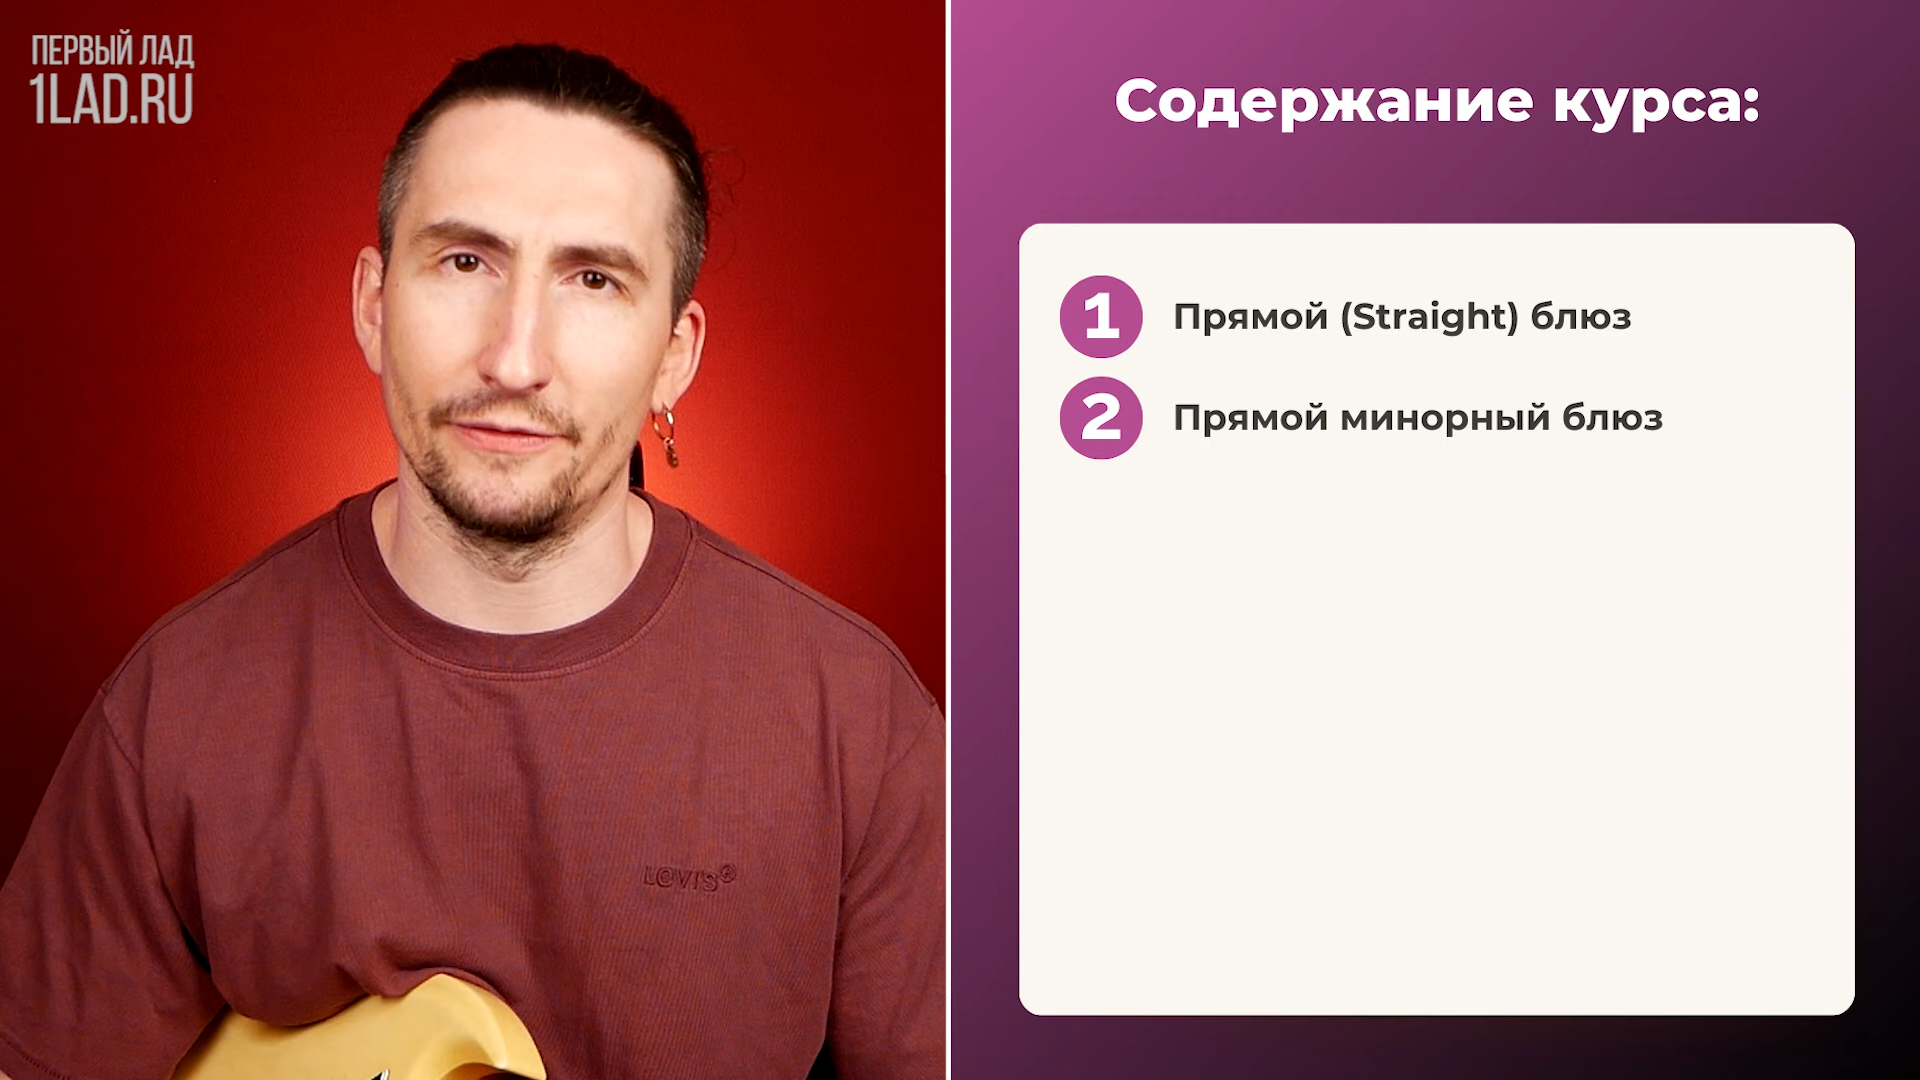 ПЕРВЫЙ ЛАД
1LAD.RU
Содержание курса:
1 Прямой (Straight) блюз
2 Прямой минорный блюз
LEVI'S®